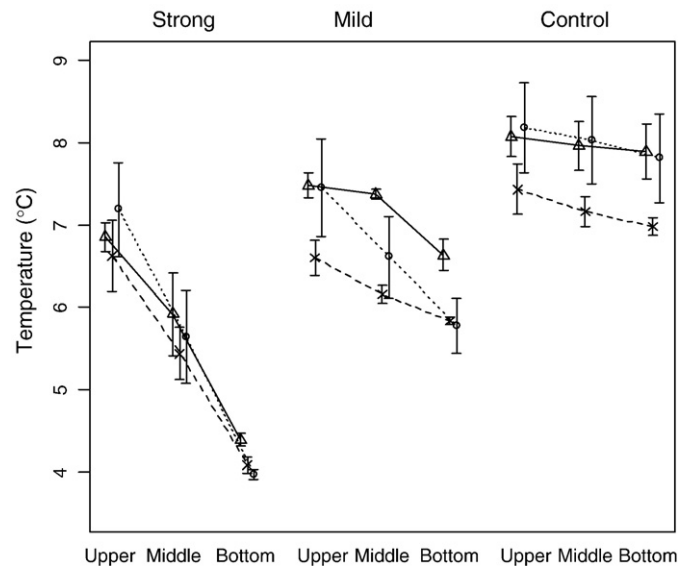 Strong Mild Control
Temperature (°C)
9
8
7
6
5
4
Upper Middle Bottom Upper Middle Bottom Upper Middle Bottom